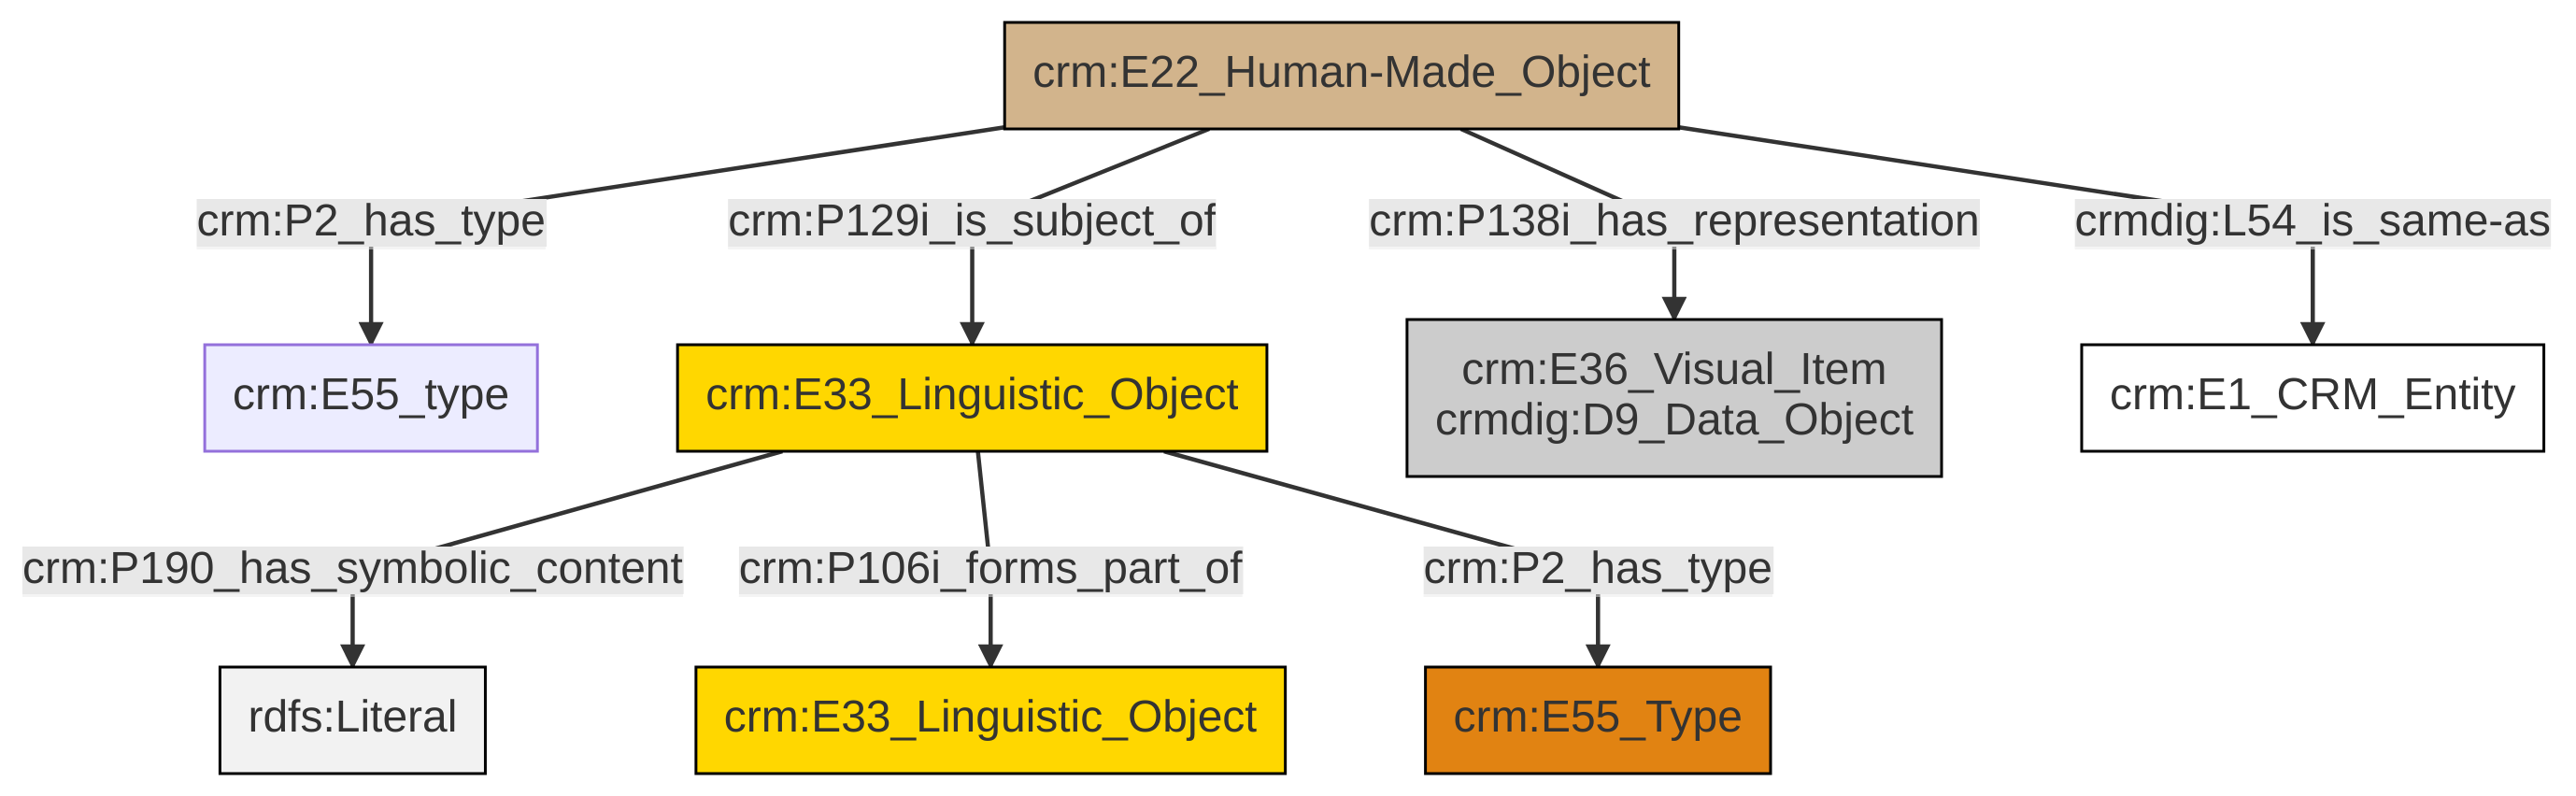 crm:E22_Human-Made_Object
crm:P2_has_type
crm:P129i_is_subject_of
crm:P138i_has_representation
crmdig:L54_is_same-as
crm:E55_type
crm:E33_Linguistic_Object
crm:E36_Visual_Item
crmdig:D9_Data_Object
crm:E1_CRM_Entity
crm:P190_has_symbolic_content
crm:P106i_forms_part_of
crm:P2_has_type
rdfs:Literal
crm:E33_Linguistic_Object
crm:E55_Type